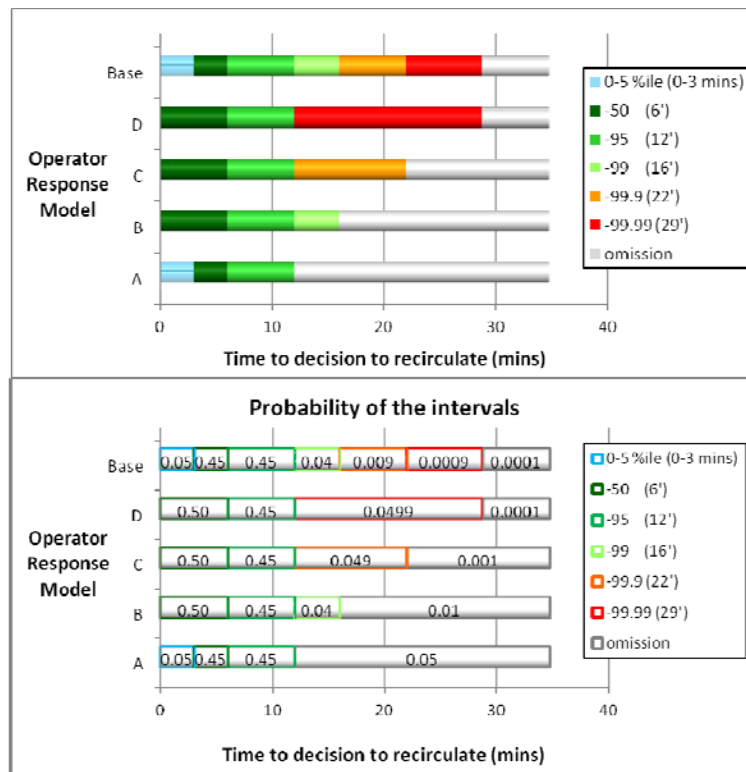 Base
D
Operator
Response
Model
C
B
A
0
10
20
30
40
Time to decision to recirculate (mins)
0-5 %ile (0-3 mins)
-50 (6')
-95 (12')
-99 (16')
-99.9 (22')
-99.99 (29')
omission
Probability of the intervals
Base
0.05 0.45 0.45 0.04 0.009 0.0009 0.0001
D
0.50 0.45 0.0499 0.0001
Operator
Response
Model
C
0.50 0.45 0.049 0.001
B
0.50 0.45 0.04 0.01
A
0.05 0.45 0.45 0.05
0
10
20
30
40
Time to decision to recirculate (mins)
0-5 %ile (0-3 mins)
-50 (6')
-95 (12')
-99 (16')
-99.9 (22')
-99.99 (29')
omission